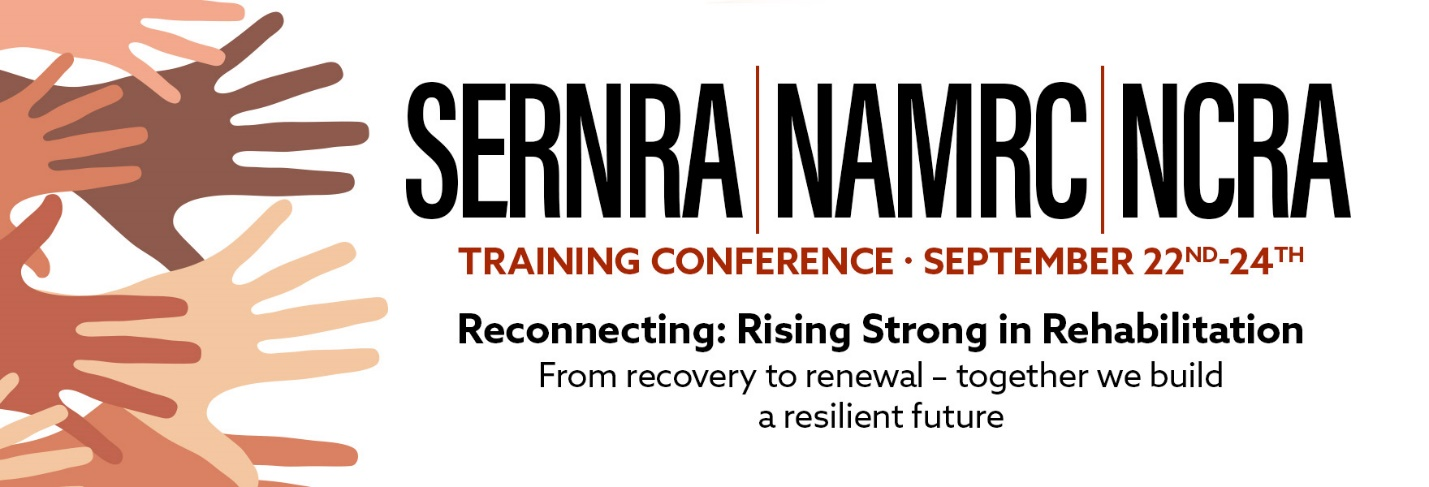 SERNRA | NAMRC | NCRA
TRAINING CONFERENCE · SEPTEMBER 22ND-24TH
Reconnecting: Rising Strong in Rehabilitation
From recovery to renewal – together we build
a resilient future